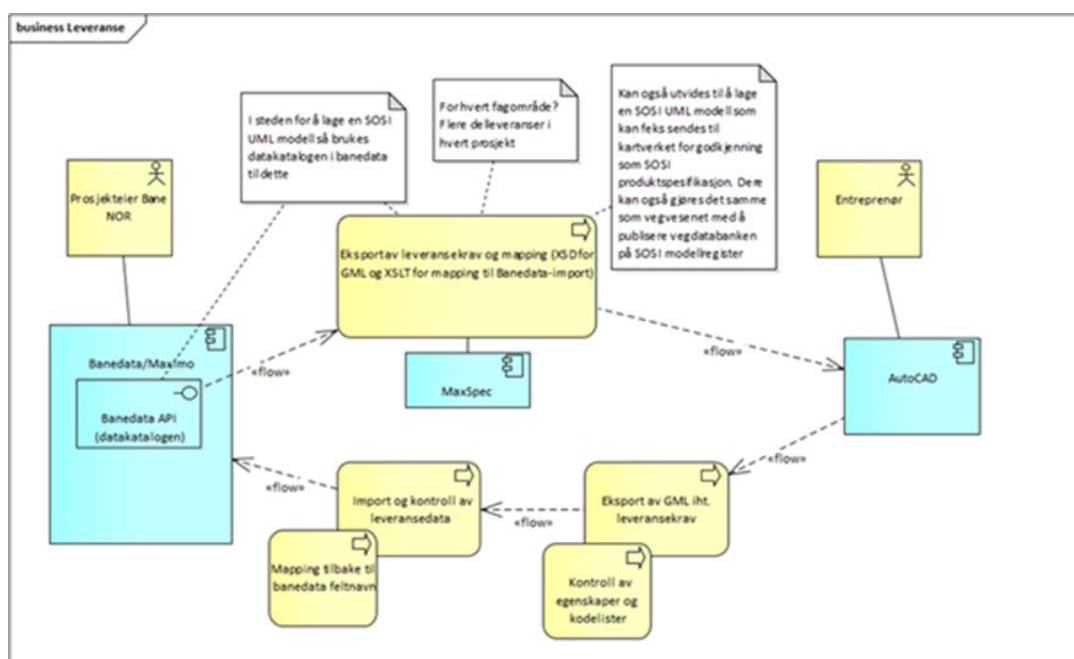 business Leveranse
I steden for å lage en SOSI
UML modell så brukes
datakatalogen i banedata
til dette
For hvert fagområde?
Flere delleveranser i
hvert prosjekt
Kan også utvides til å lage
en SOSI UML modell som
kan feks sendes til
kartverket for godkjenning
som SOSI
produktspesifikasjon. Dere
kan også gjøres det samme
som vegvesenet med å
publisere vegdatabanken
på SOSI modellregister
Prosjekteier Bane
NOR
Entreprenør
Eksport av leveransekrav og mapping (XSD for
GML og XSLT for mapping til Banedata-import)
«flow»
«flow»
MaxSpec
Banedata/Maximo
Banedata API
(datakatalogen)
AutoCAD
«flow»
«flow»
«flow»
Import og kontroll av
leveransedata
Eksport av GML iht.
leveransekrav
Mapping tilbake til
banedata feltnavn
Kontroll av
egenskaper og
kodelister